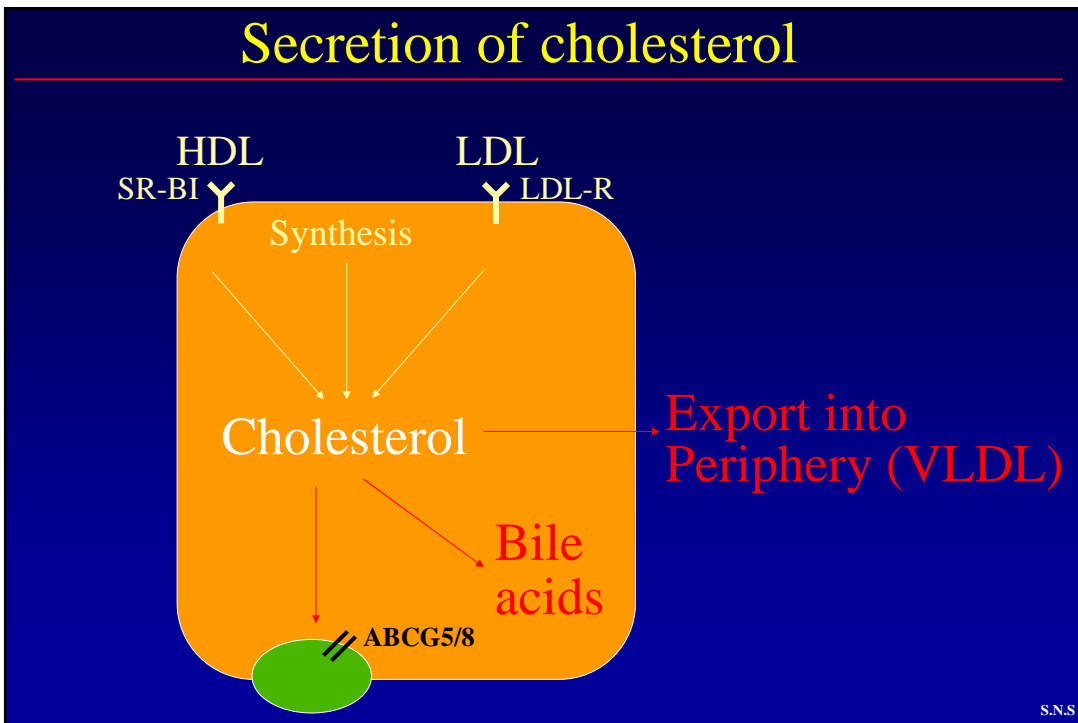 Secretion of cholesterol
HDL
LDL
SR-BI
LDL-R
Synthesis
Cholesterol
Export into
Periphery (VLDL)
Bile
acids
ABCG5/8
S.N.S